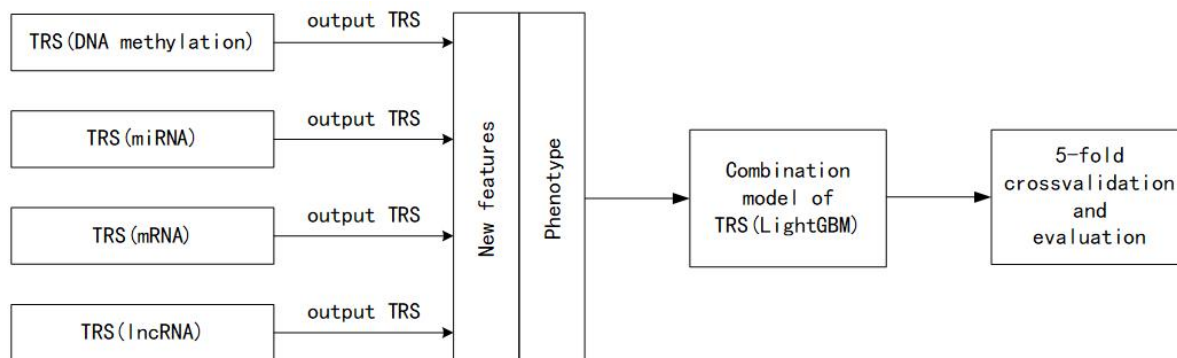 output TRS
TRS(DNA methylation)
output TRS
TRS(miRNA)
output TRS
TRS(mRNA)
output TRS
TRS(lncRNA)
New features
Phenotype
Combination
model of
TRS(LightGBM)
5-fold
crossvalidation
and
evaluation